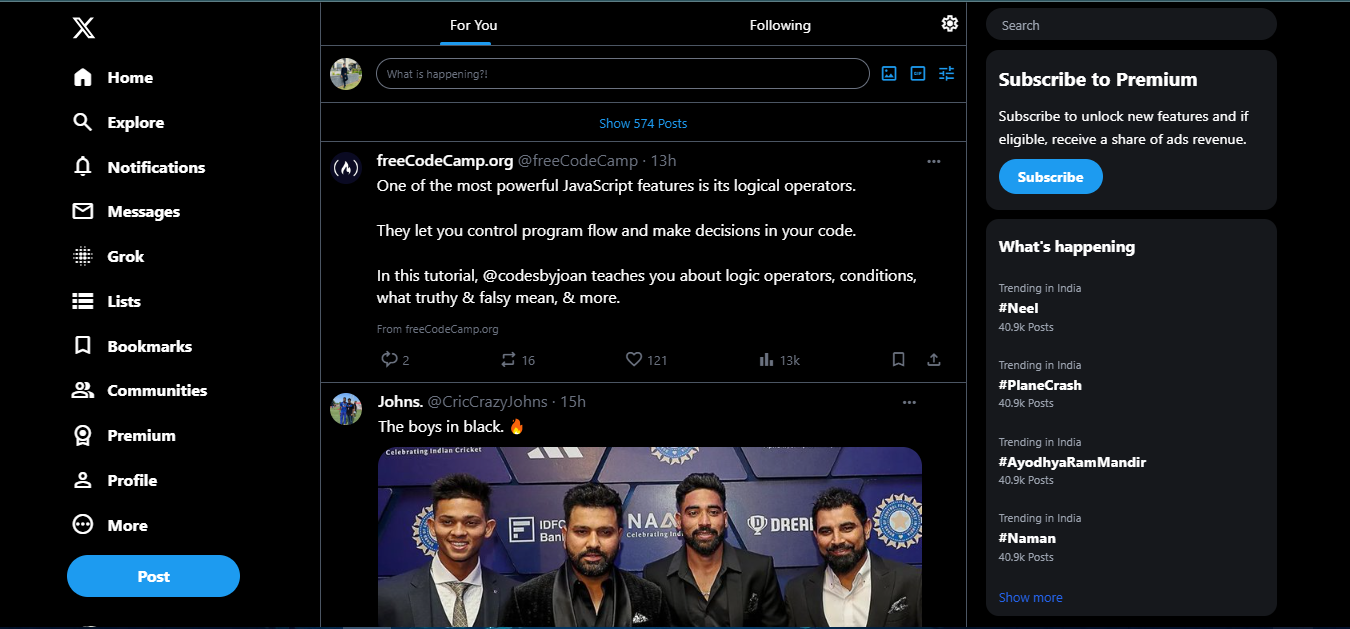 Home
Explore
Notifications
Messages
Grok
Lists
Bookmarks
Communities
Premium
Profile
More
Post
For You
Following
What is happening?!
GIF
Show 574 Posts
freeCodeCamp.org @freeCodeCamp · 13h
One of the most powerful JavaScript features is its logical operators.
They let you control program flow and make decisions in your code.
In this tutorial, @codesbyjoan teaches you about logic operators, conditions,
what truthy & falsy mean, & more.
From freeCodeCamp.org
2 16 121 13k
Johns. @CricCrazyJohns · 15h
The boys in black. 🔥
Celebrating Indian Cricket
IDFC
Bank
NAMAN
Celebrating Indi
DREAM
Search
Subscribe to Premium
Subscribe to unlock new features and if
eligible, receive a share of ads revenue.
Subscribe
What's happening
Trending in India
#Neel
40.9k Posts
Trending in India
#PlaneCrash
40.9k Posts
Trending in India
#AyodhyaRamMandir
40.9k Posts
Trending in India
#Naman
40.9k Posts
Show more